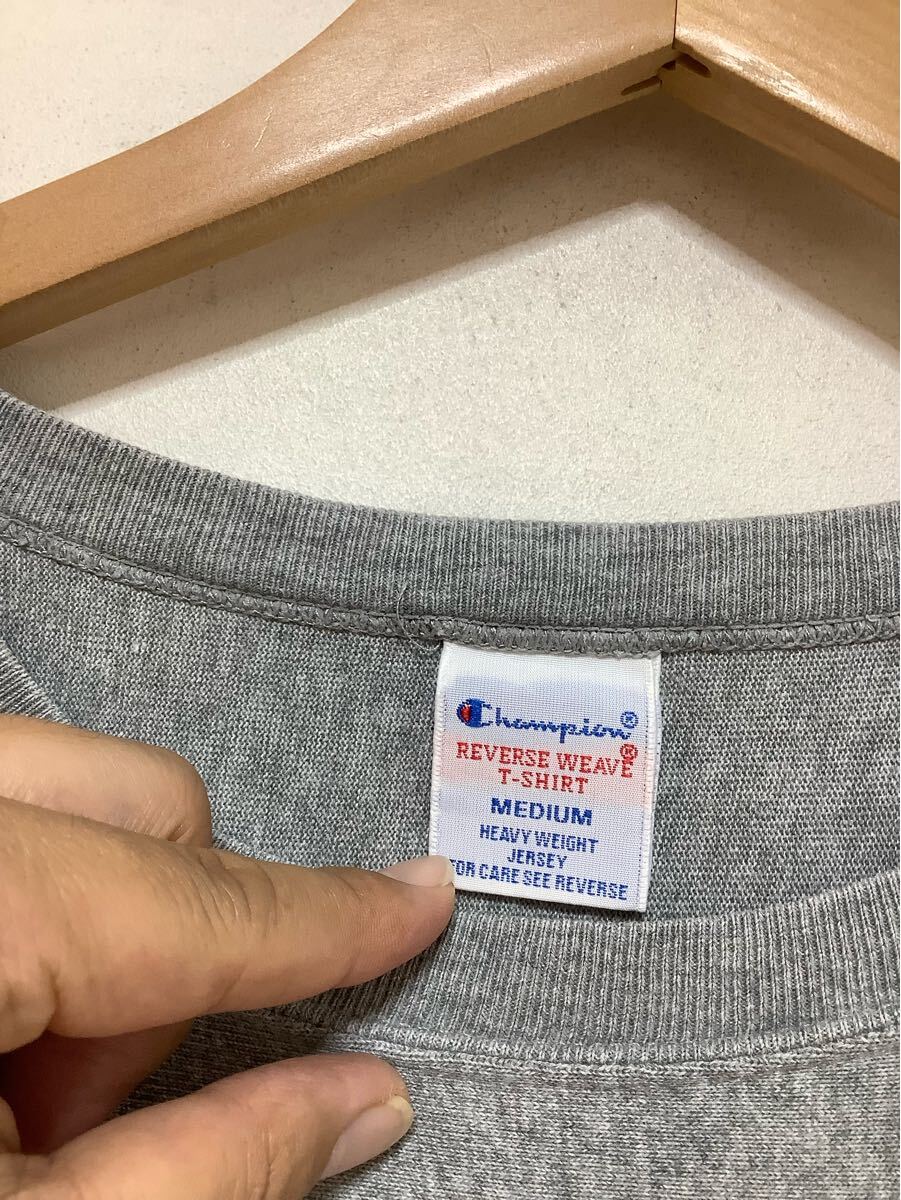 Champion®
REVERSE WEAVE®
T-SHIRT
MEDIUM
HEAVY WEIGHT
JERSEY
FOR CARE SEE REVERSE